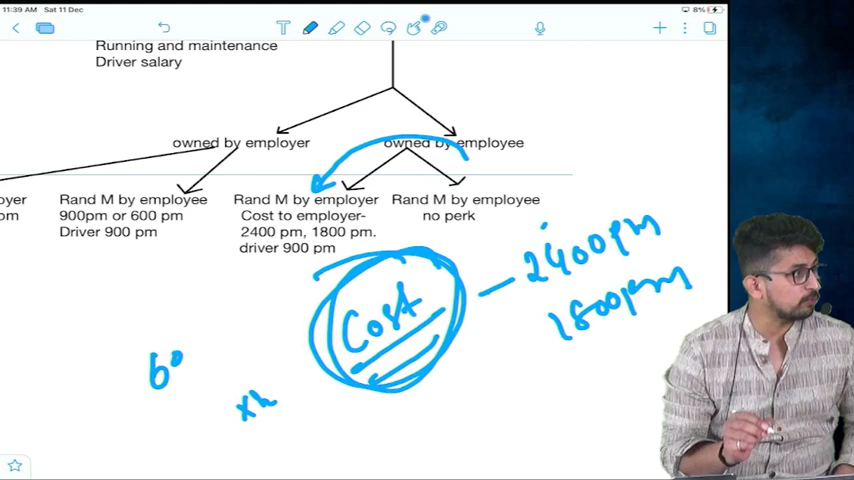 11:39 AM Sat 11 Dec
8%
T
Running and maintenance
Driver salary
owned by employer
owned by employee
oyer
om
Rand M by employee
900pm or 600 pm
Driver 900 pm
Rand M by employer
Cost to employer-
2400 pm, 1800 pm.
driver 900 pm
Rand M by employee
no perk
Cost
2400pm
1800pm
60